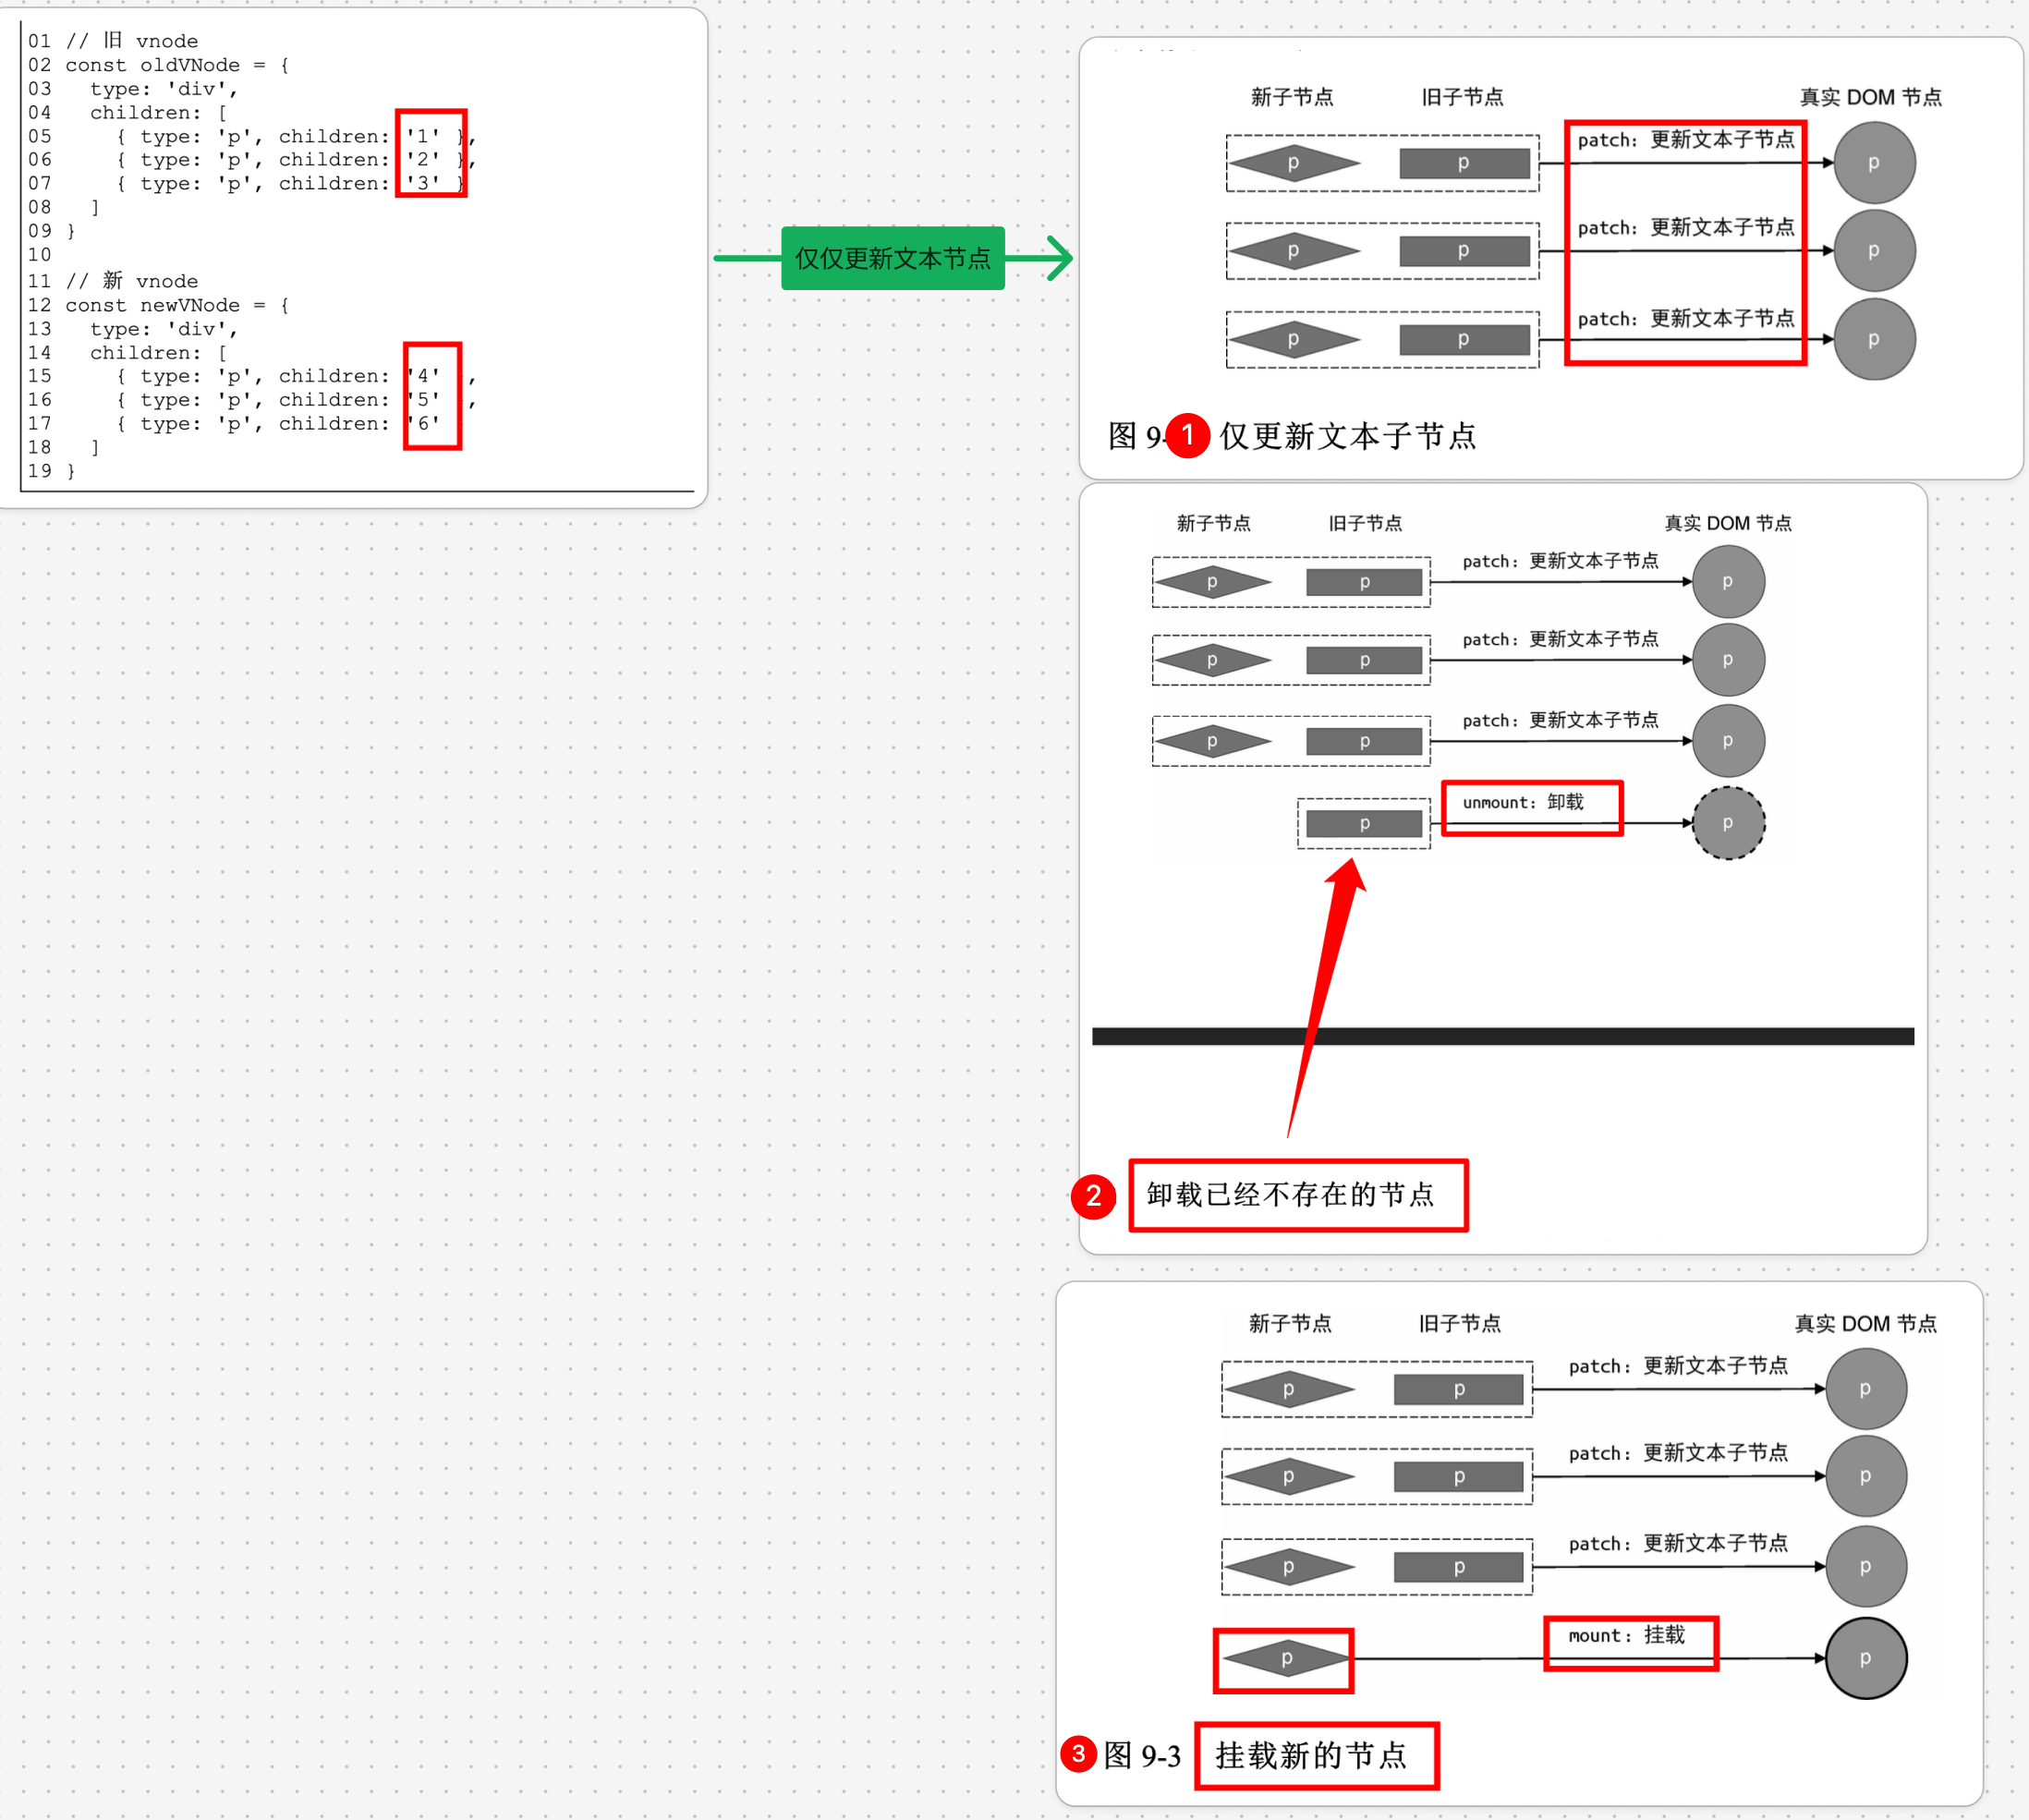 01 // 旧 vnode
02 const oldVNode = {
03   type: 'div',
04   children: [
05     { type: 'p', children: '1' },
06     { type: 'p', children: '2' },
07     { type: 'p', children: '3' }
08   ]
09 }
10
11 // 新 vnode
12 const newVNode = {
13   type: 'div',
14   children: [
15     { type: 'p', children: '4' ,
16     { type: 'p', children: '5' ,
17     { type: 'p', children: '6'
18   ]
19 }
仅仅更新文本节点
新子节点 旧子节点 真实 DOM 节点
p p patch: 更新文本子节点 p
p p patch: 更新文本子节点 p
p p patch: 更新文本子节点 p
图 9- 1 仅更新文本子节点
新子节点 旧子节点 真实 DOM 节点
p p patch: 更新文本子节点 p
p p patch: 更新文本子节点 p
p p patch: 更新文本子节点 p
p unmount: 卸载 p
2 卸载已经不存在的节点
新子节点 旧子节点 真实 DOM 节点
p p patch: 更新文本子节点 p
p p patch: 更新文本子节点 p
p p patch: 更新文本子节点 p
p mount: 挂载 p
3 图 9-3 挂载新的节点